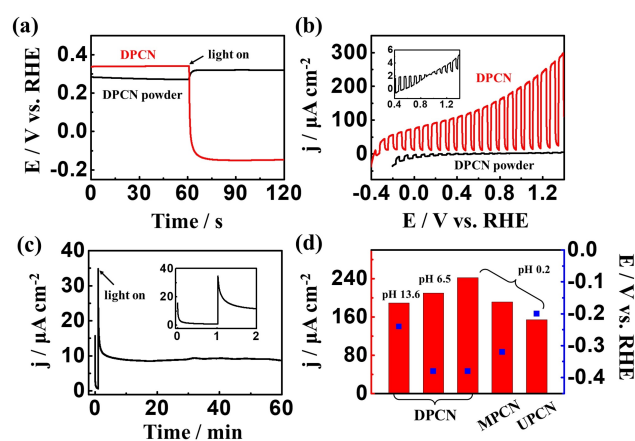 (a)
E / V vs. RHE
0.4
0.2
0.0
-0.2
DPCN
light on
DPCN powder
0 30 60 90 120
Time / s
(b)
j / μA cm-2
300
250
200
150
100
50
0
6
4
2
0
0.4 0.8 1.2
DPCN
DPCN powder
-0.4 0.0 0.4 0.8 1.2
E / V vs. RHE
(c)
j / μA cm-2
40
30
20
10
0
light on
40
20
0
0 1 2
0 20 40 60
Time / min
(d)
j / μA cm-2
240
160
80
0
pH 13.6
pH 6.5
pH 0.2
0.0
-0.1
-0.2
-0.3
-0.4
E / V vs. RHE
DPCN
MPCN
UPCN